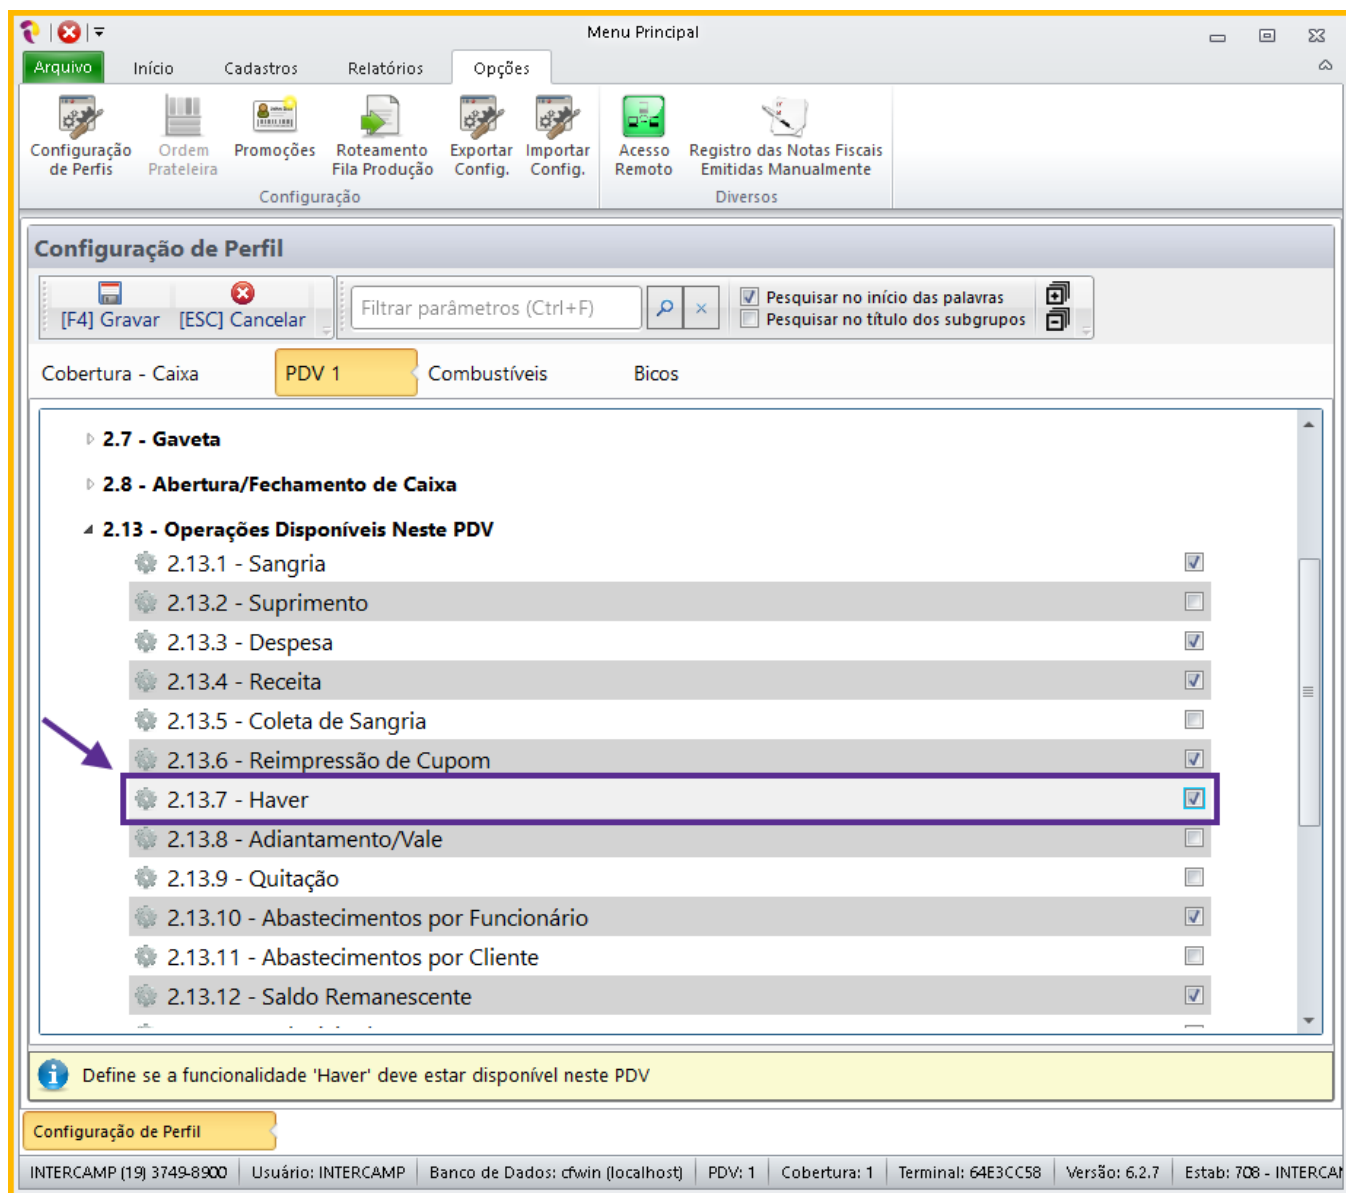 Menu Principal
Arquivo Início Cadastros Relatórios Opções
Configuração de Perfis
Ordem Prateleira
Promoções
Roteamento Fila Produção
Exportar Config.
Importar Config.
Acesso Remoto
Registro das Notas Fiscais Emitidas Manualmente
Configuração
Diversos
Configuração de Perfil
[F4] Gravar [ESC] Cancelar
Filtrar parâmetros (Ctrl+F)
Pesquisar no início das palavras
Pesquisar no título dos subgrupos
Cobertura - Caixa PDV 1 Combustíveis Bicos
2.7 - Gaveta
2.8 - Abertura/Fechamento de Caixa
2.13 - Operações Disponíveis Neste PDV
2.13.1 - Sangria
2.13.2 - Suprimento
2.13.3 - Despesa
2.13.4 - Receita
2.13.5 - Coleta de Sangria
2.13.6 - Reimpressão de Cupom
2.13.7 - Haver
2.13.8 - Adiantamento/Vale
2.13.9 - Quitação
2.13.10 - Abastecimentos por Funcionário
2.13.11 - Abastecimentos por Cliente
2.13.12 - Saldo Remanescente
Define se a funcionalidade 'Haver' deve estar disponível neste PDV
Configuração de Perfil
INTERCAMP (19) 3749-8900 Usuário: INTERCAMP Banco de Dados: cfwin (localhost) PDV: 1 Cobertura: 1 Terminal: 64E3CC58 Versão: 6.2.7 Estab: 708 - INTERCA